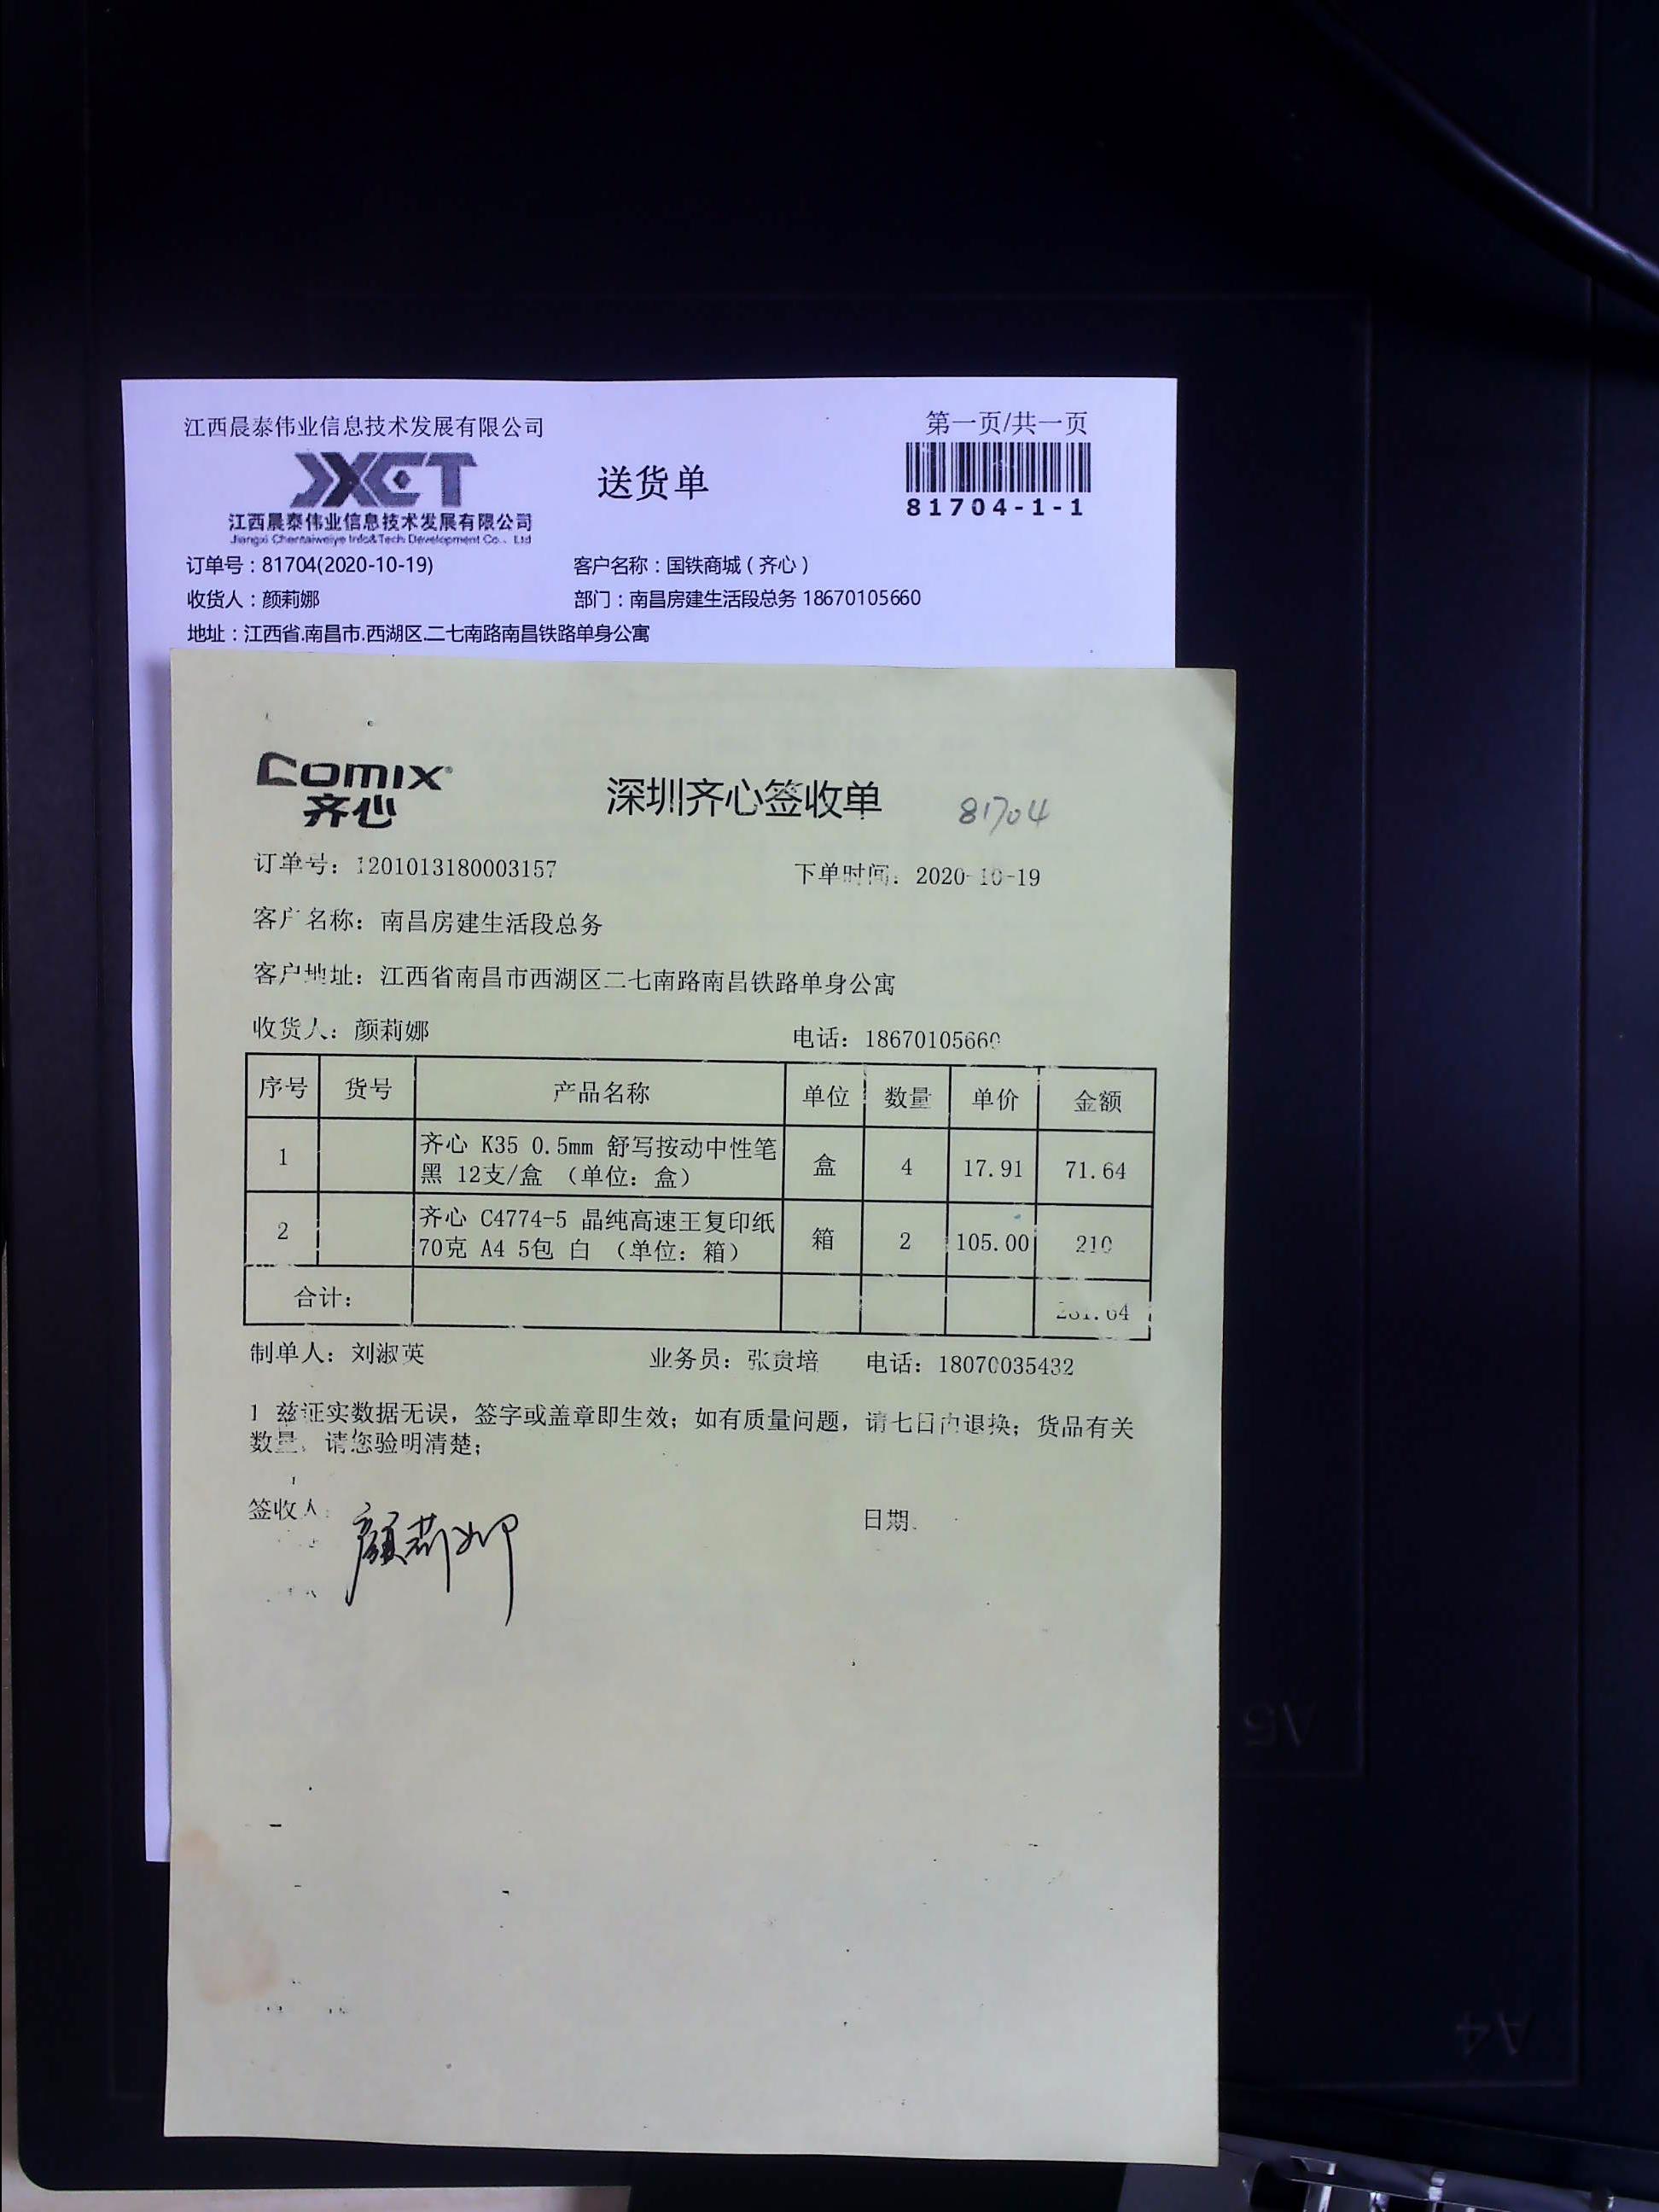 江西晨泰伟业信息技术发展有限公司
第一页/共一页
JXCT
送货单
81704-1-1
江西晨泰伟业信息技术发展有限公司
Jiangxi Chentaiweiye Info&Tech Development Co., Ltd
订单号：81704(2020-10-19) 客户名称：国铁商城（齐心）
收货人：颜莉娜 部门：南昌房建生活段总务 18670105660
地址：江西省.南昌市.西湖区.二七南路南昌铁路单身公寓
Comix
齐心
深圳齐心签收单 81704
订单号：1201013180003157 下单时间：2020-10-19
客户名称：南昌房建生活段总务
客户地址：江西省南昌市西湖区二七南路南昌铁路单身公寓
收货人：颜莉娜 电话：18670105660
序号 货号 产品名称 单位 数量 单价 金额
1 齐心 K35 0.5mm 舒写按动中性笔 盒 4 17.91 71.64
黑 12支/盒 （单位：盒）
2 齐心 C4774-5 晶纯高速王复印纸 箱 2 105.00 210
70克 A4 5包 白 （单位：箱）
合计： 281.64
制单人：刘淑英 业务员：张贵培 电话：18070035432
1 兹证实数据无误，签字或盖章即生效；如有质量问题，请七日内退换；货品有关
数量、请您验明清楚；
签收人： 颜莉娜 日期：
A5
A4